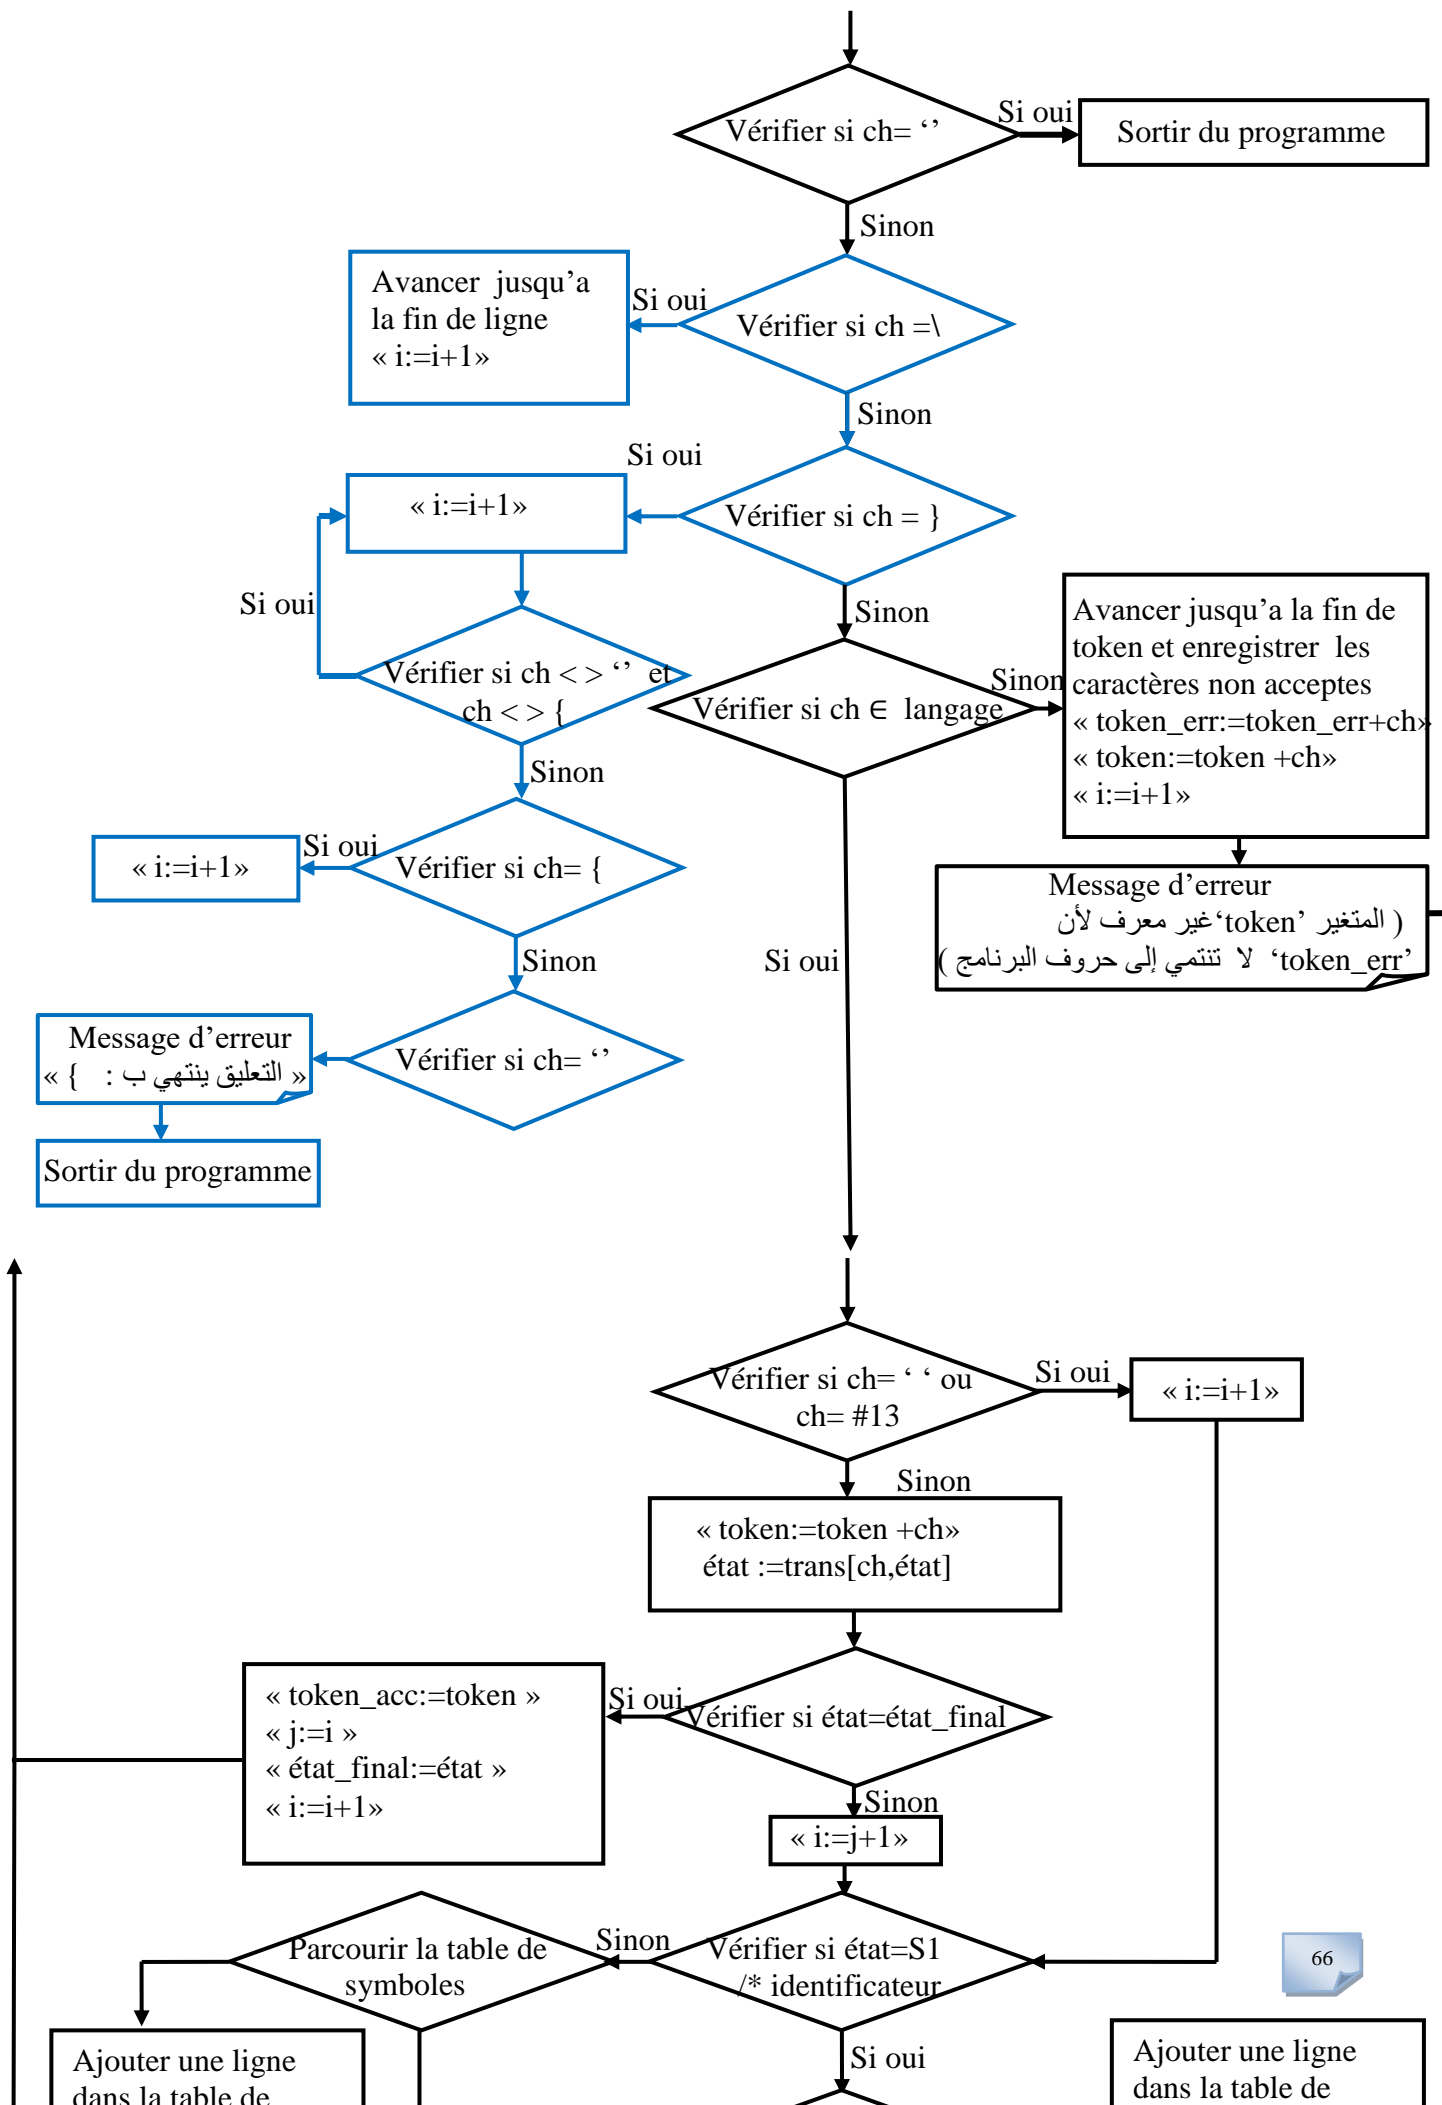 Vérifier si ch= ‘’
Si oui
Sortir du programme
Sinon
Avancer jusqu’a
la fin de ligne
« i:=i+1»
Si oui
Vérifier si ch =\
Sinon
Si oui
« i:=i+1»
Vérifier si ch = }
Si oui
Sinon
Vérifier si ch < > ‘’ et
ch < > {
Vérifier si ch ∈ langage
Sinon
Avancer jusqu’a la fin de
token et enregistrer les
caractères non acceptes
« token_err:=token_err+ch»
« token:=token +ch»
« i:=i+1»
Sinon
« i:=i+1»
Si oui
Vérifier si ch= {
Message d’erreur
( المتغير ’token‘ غير معرف لأن
’token_err‘ لا تنتمي إلى حروف البرنامج )
Sinon
Si oui
Message d’erreur
« التعليق ينتهي ب : { »
Vérifier si ch= ‘’
Sortir du programme
Vérifier si ch= ‘ ‘ ou
ch= #13
Si oui
« i:=i+1»
Sinon
« token:=token +ch»
état :=trans[ch,état]
« token_acc:=token »
« j:=i »
« état_final:=état »
« i:=i+1»
Si oui
Vérifier si état=état_final
Sinon
« i:=j+1»
Parcourir la table de
symboles
Sinon
Vérifier si état=S1
/* identificateur
66
Si oui
Ajouter une ligne
dans la table de
Ajouter une ligne
dans la table de